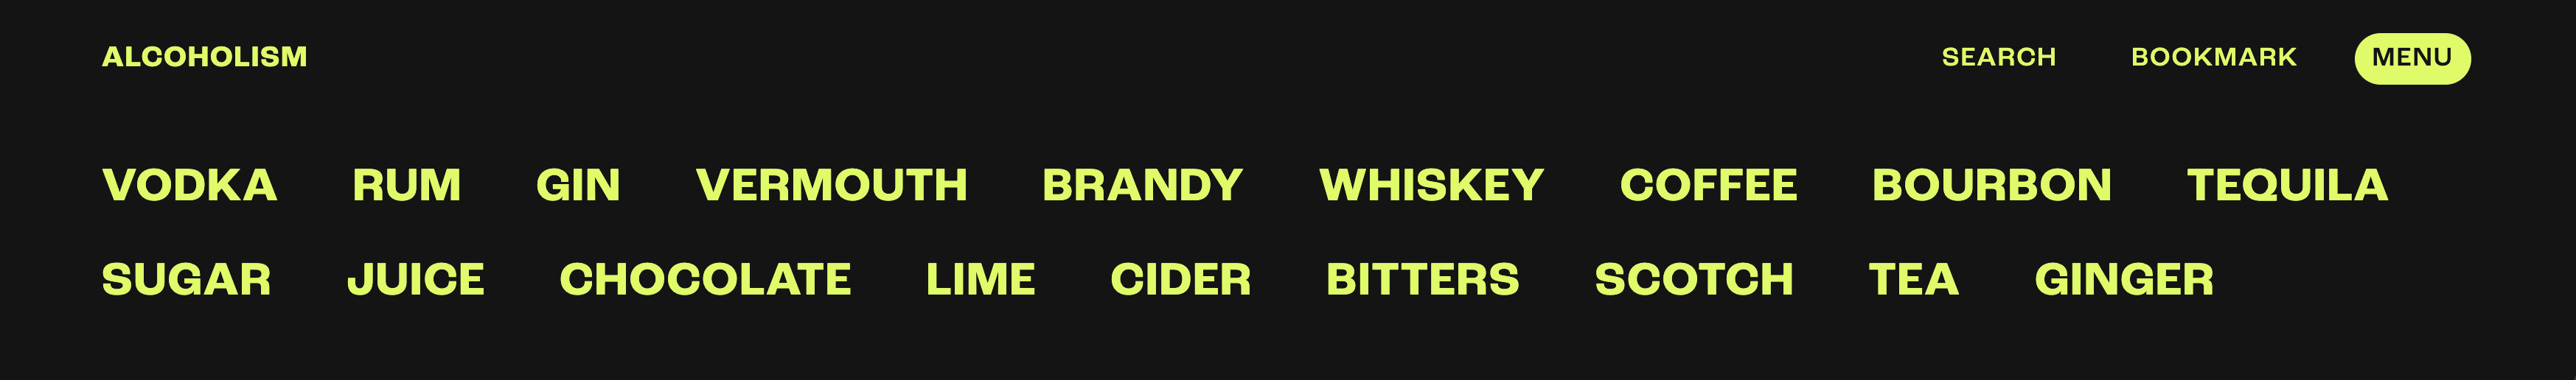 ALCOHOLISM SEARCH BOOKMARK MENU
VODKA RUM GIN VERMOUTH BRANDY WHISKEY COFFEE BOURBON TEQUILA
SUGAR JUICE CHOCOLATE LIME CIDER BITTERS SCOTCH TEA GINGER